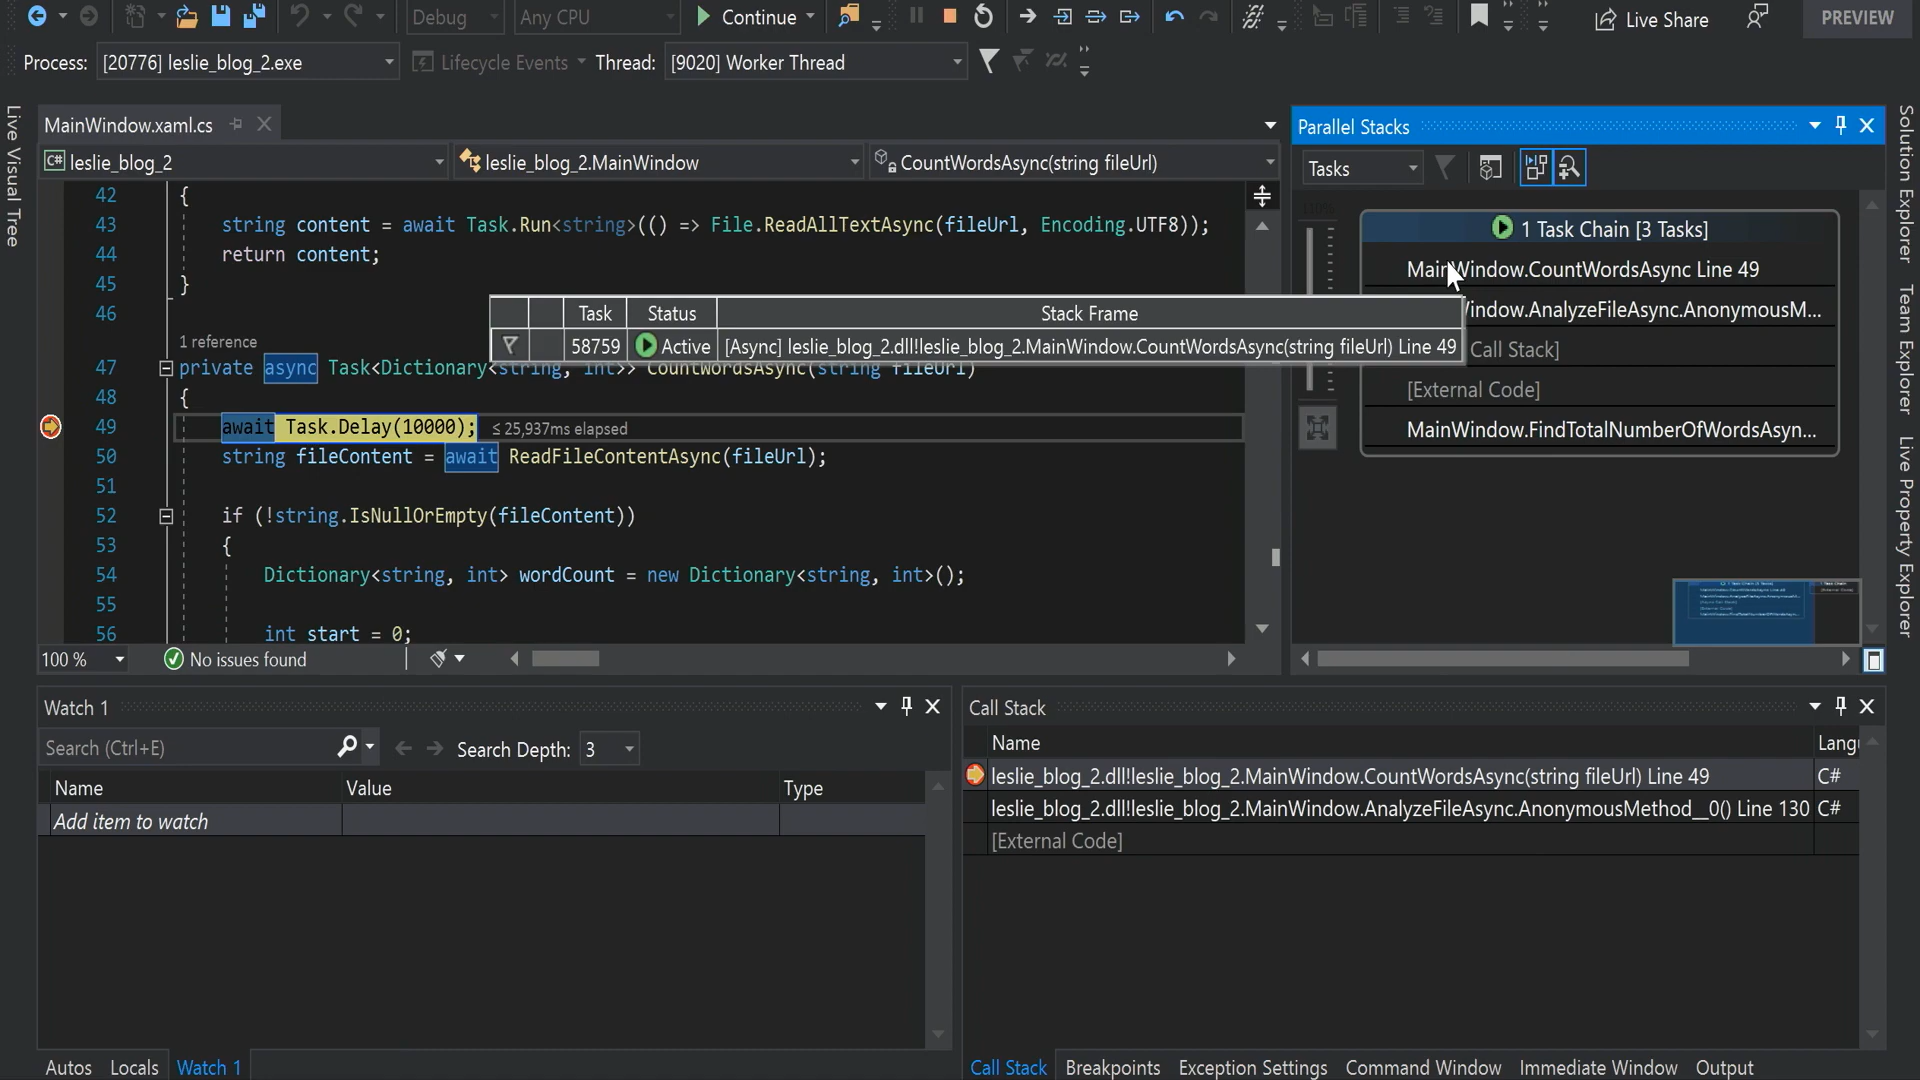 Debug
Any CPU
Continue
Live Share
PREVIEW
Process: [20776] leslie_blog_2.exe Lifecycle Events Thread: [9020] Worker Thread
Live Visual Tree
MainWindow.xaml.cs
C# leslie_blog_2 leslie_blog_2.MainWindow CountWordsAsync(string fileUrl)
42 {
43 string content = await Task.Run<string>(() => File.ReadAllTextAsync(fileUrl, Encoding.UTF8));
44 return content;
45 }
46
1 reference
47 private async Task<Dictionary<string, int>> CountWordsAsync(string fileUrl)
48 {
49 await Task.Delay(10000); ≤ 25,937ms elapsed
50 string fileContent = await ReadFileContentAsync(fileUrl);
51
52 if (!string.IsNullOrEmpty(fileContent))
53 {
54 Dictionary<string, int> wordCount = new Dictionary<string, int>();
55
56 int start = 0;
Task Status Stack Frame
58759 Active [Async] leslie_blog_2.dll!leslie_blog_2.MainWindow.CountWordsAsync(string fileUrl) Line 49
100 % No issues found
Parallel Stacks
Tasks
1 Task Chain [3 Tasks]
MainWindow.CountWordsAsync Line 49
Window.AnalyzeFileAsync.AnonymousM...
Call Stack]
[External Code]
MainWindow.FindTotalNumberOfWordsAsyn...
Solution Explorer
Team Explorer
Live Property Explorer
Watch 1
Search (Ctrl+E) Search Depth: 3
Name Value Type
Add item to watch
Autos Locals Watch 1
Call Stack
Name Lang
leslie_blog_2.dll!leslie_blog_2.MainWindow.CountWordsAsync(string fileUrl) Line 49 C#
leslie_blog_2.dll!leslie_blog_2.MainWindow.AnalyzeFileAsync.AnonymousMethod__0() Line 130 C#
[External Code]
Call Stack Breakpoints Exception Settings Command Window Immediate Window Output